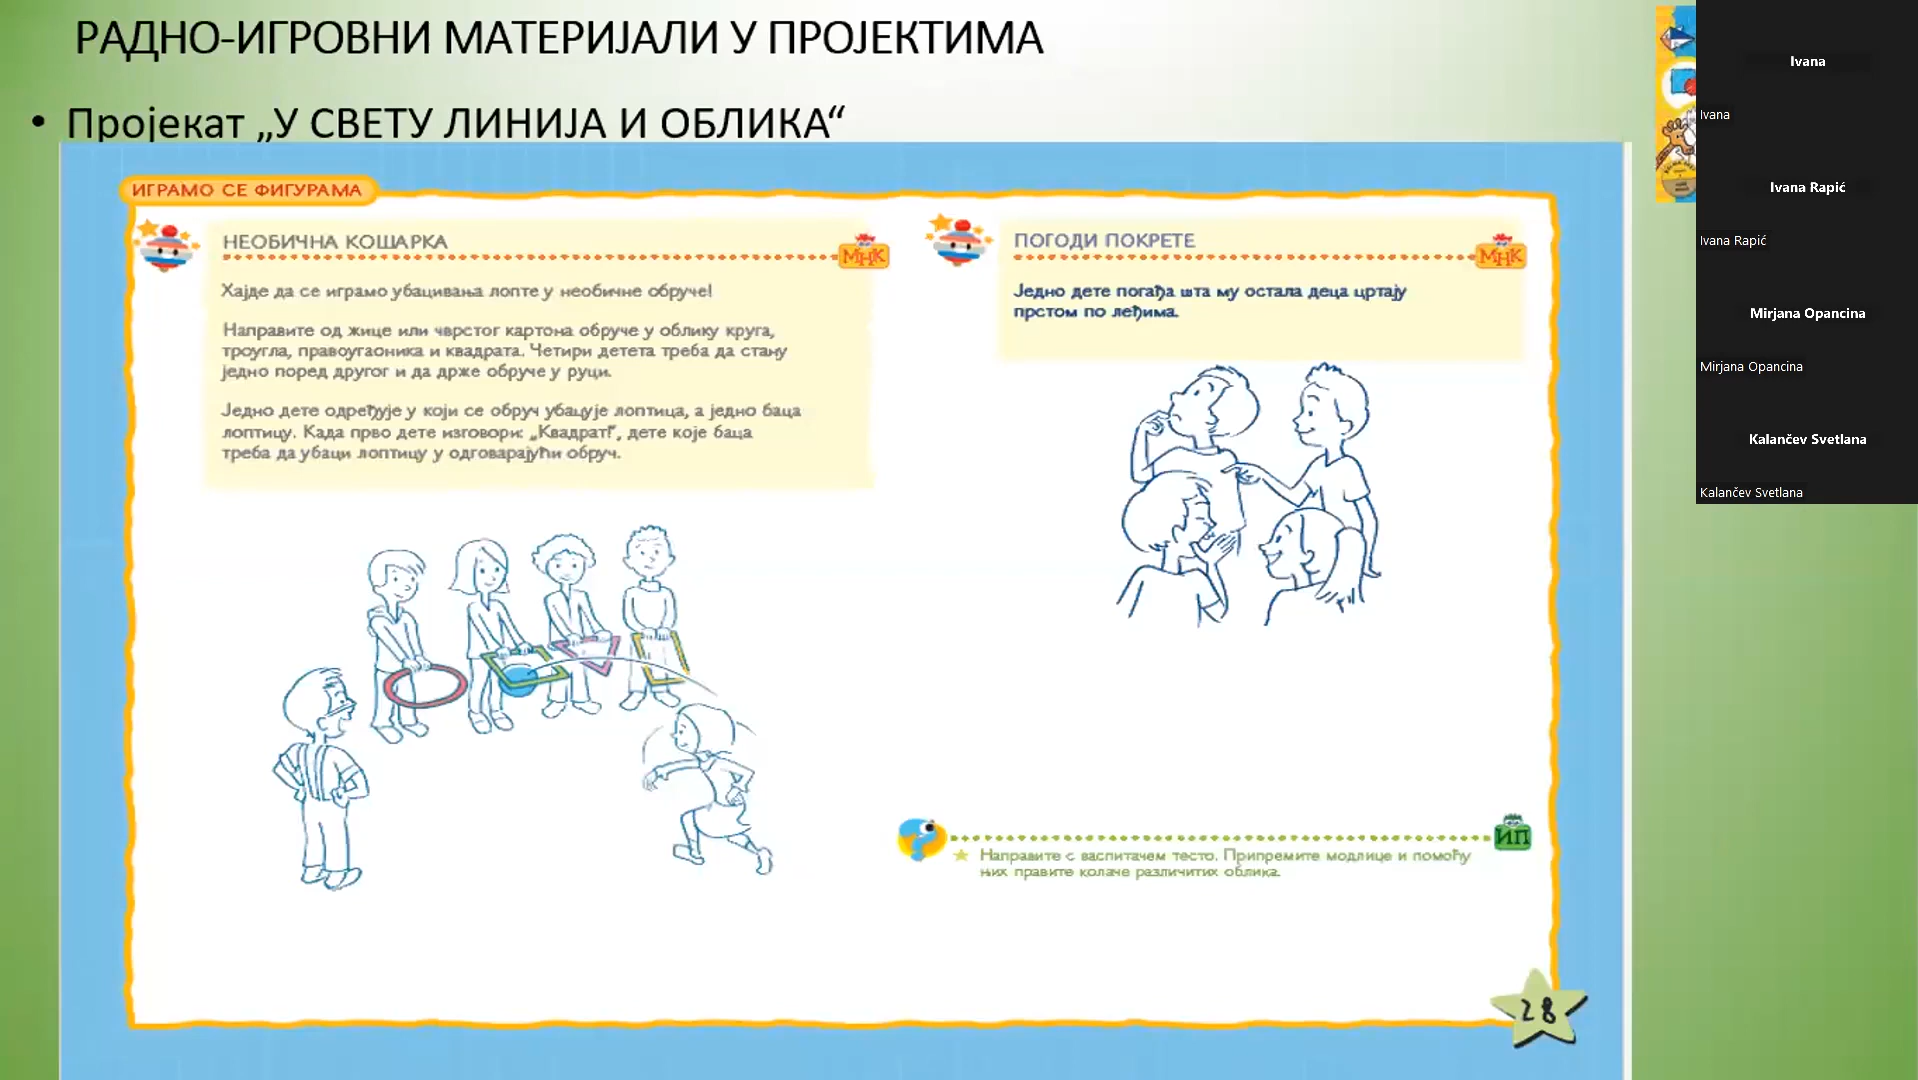 РАДНО-ИГРОВНИ МАТЕРИЈАЛИ У ПРОЈЕКТИМА
• Пројекат „У СВЕТУ ЛИНИЈА И ОБЛИКА“
ИГРАМО СЕ ФИГУРАМА
НЕОБИЧНА КОШАРКА
МНК
Хајде да се играмо убацивања лопте у необичне обруче!
Направите од жице или чврстог картона обруче у облику круга,
троугла, правоугаоника и квадрата. Четири детета треба да стану
једно поред другог и да држе обруче у руци.
Једно дете одређује у који се обруч убацује лоптица, а једно баца
лоптицу. Када прво дете изговори: „Квадрат!“, дете које баца
треба да убаци лоптицу у одговарајући обруч.
ПОГОДИ ПОКРЕТЕ
МНК
Једно дете погађа шта му остала деца цртају
прстом по леђима.
ИП
Направите с васпитачем тесто. Припремите модлице и помоћу
њих правите колаче различитих облика.
28
Ivana
Ivana
Ivana Rapić
Ivana Rapić
Mirjana Opancina
Mirjana Opancina
Kalančev Svetlana
Kalančev Svetlana